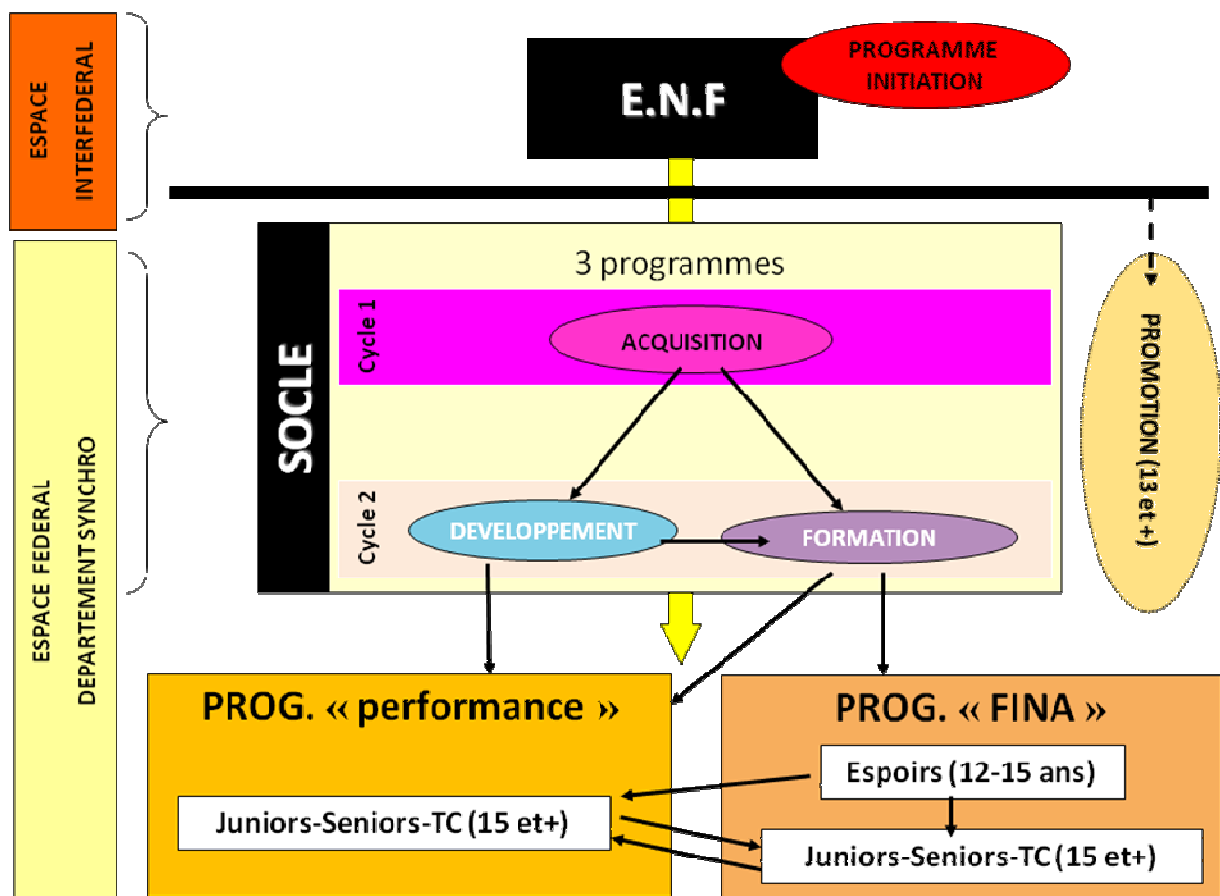 ESPACE
INTERFEDERAL
E.N.F
PROGRAMME
INITIATION
ESPACE FEDERAL
DEPARTEMENT SYNCHRO
SOCLE
3 programmes
Cycle 1
ACQUISITION
Cycle 2
DEVELOPPEMENT
FORMATION
PROMOTION (13 et +)
PROG. « performance »
Juniors-Seniors-TC (15 et+)
PROG. « FINA »
Espoirs (12-15 ans)
Juniors-Seniors-TC (15 et+)